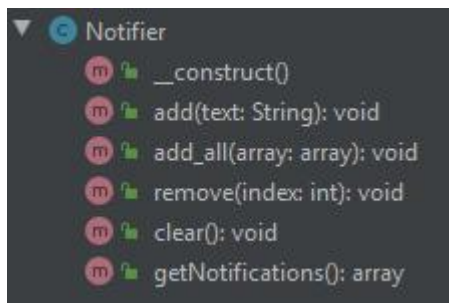 Notifier
__construct()
add(text: String): void
add_all(array: array): void
remove(index: int): void
clear(): void
getNotifications(): array